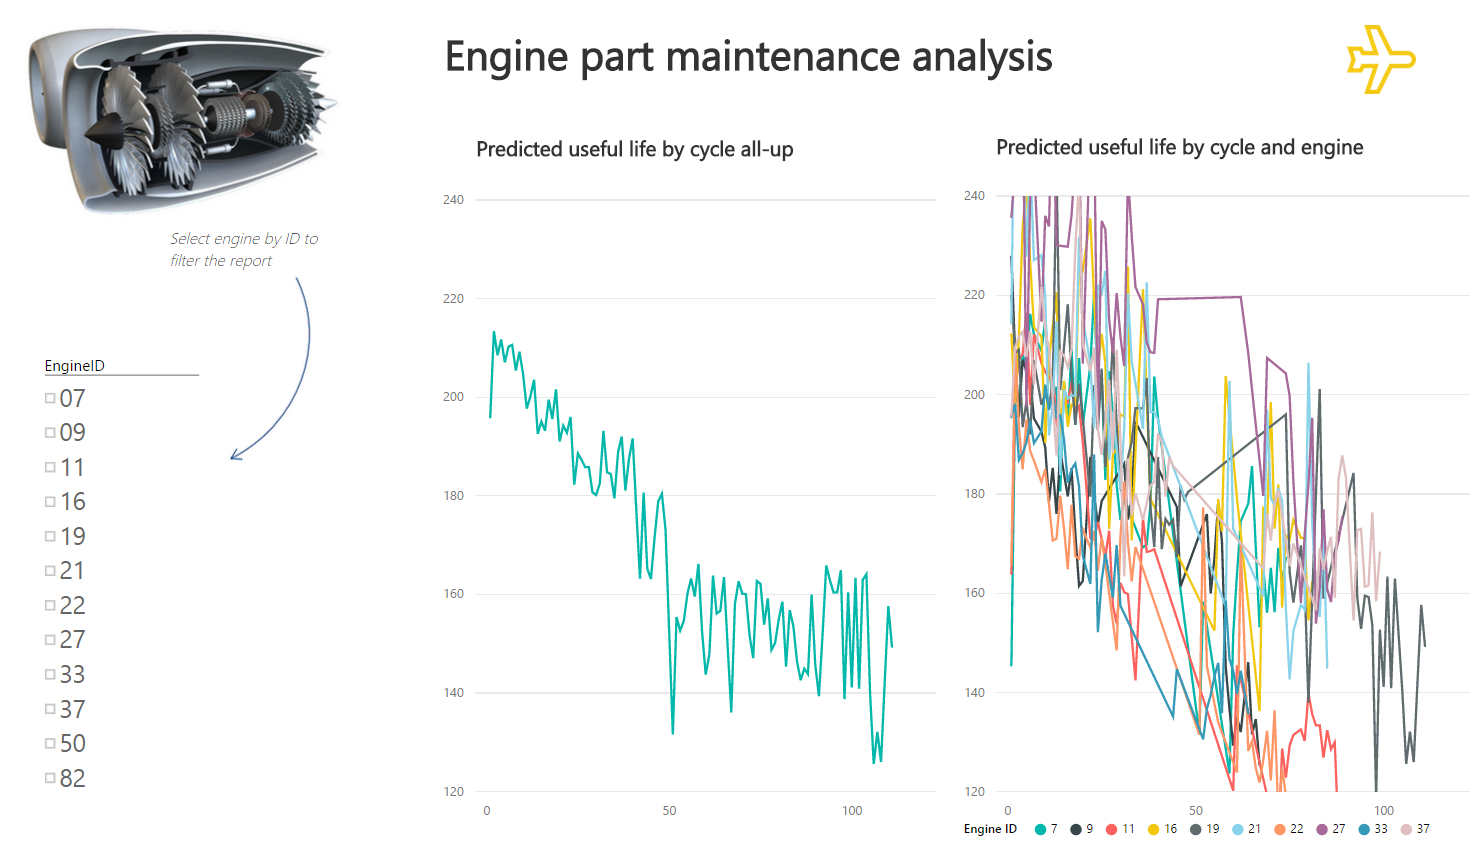 Engine part maintenance analysis
Select engine by ID to
filter the report
EngineID
07
09
11
16
19
21
22
27
33
37
50
82
Predicted useful life by cycle all-up
240
220
200
180
160
140
120
0 50 100
Predicted useful life by cycle and engine
240
220
200
180
160
140
120
0 50 100
Engine ID 7 9 11 16 19 21 22 27 33 37